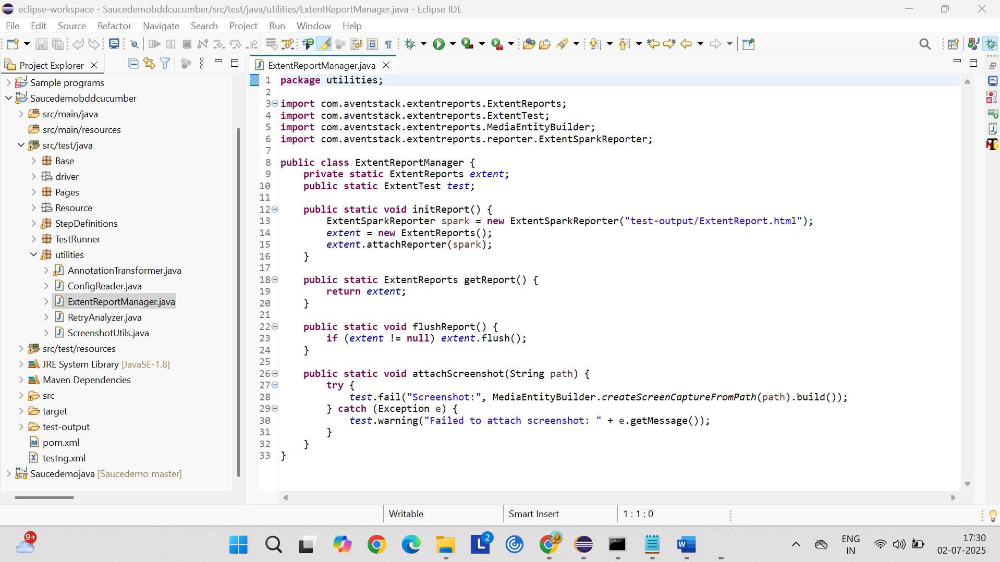 eclipse-workspace - Saucedemobddcucumber/src/test/java/utilities/ExtentReportManager.java - Eclipse IDE
File Edit Source Refactor Navigate Search Project Run Window Help
Project Explorer
Sample programs
Saucedemobddcucumber
src/main/java
src/main/resources
src/test/java
Base
driver
Pages
Resource
StepDefinitions
TestRunner
utilities
AnnotationTransformer.java
ConfigReader.java
ExtentReportManager.java
RetryAnalyzer.java
ScreenshotUtils.java
src/test/resources
JRE System Library [JavaSE-1.8]
Maven Dependencies
src
target
test-output
pom.xml
testng.xml
Saucedemojava [Saucedemo master]
ExtentReportManager.java
1 package utilities;
2
3 import com.aventstack.extentreports.ExtentReports;
4 import com.aventstack.extentreports.ExtentTest;
5 import com.aventstack.extentreports.MediaEntityBuilder;
6 import com.aventstack.extentreports.reporter.ExtentSparkReporter;
7
8 public class ExtentReportManager {
9     private static ExtentReports extent;
10     public static ExtentTest test;
11
12     public static void initReport() {
13         ExtentSparkReporter spark = new ExtentSparkReporter("test-output/ExtentReport.html");
14         extent = new ExtentReports();
15         extent.attachReporter(spark);
16     }
17
18     public static ExtentReports getReport() {
19         return extent;
20     }
21
22     public static void flushReport() {
23         if (extent != null) extent.flush();
24     }
25
26     public static void attachScreenshot(String path) {
27         try {
28             test.fail("Screenshot:", MediaEntityBuilder.createScreenCaptureFromPath(path).build());
29         } catch (Exception e) {
30             test.warning("Failed to attach screenshot: " + e.getMessage());
31         }
32     }
33 }
Writable
Smart Insert
1 : 1 : 0
9+
L 2
W
ENG
IN
17:30
02-07-2025